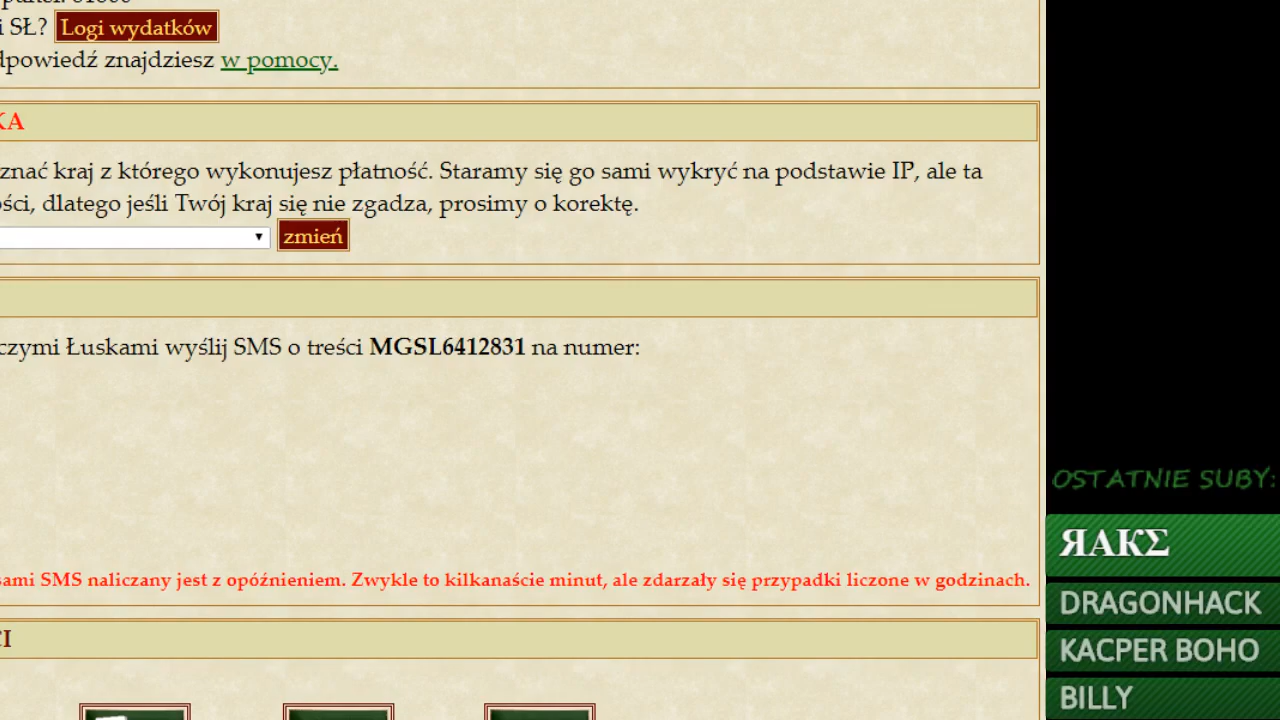 i SŁ? Logi wydatków
dpowiedź znajdziesz w pomocy.
KA
znać kraj z którego wykonujesz płatność. Staramy się go sami wykryć na podstawie IP, ale ta
ości, dlatego jeśli Twój kraj się nie zgadza, prosimy o korektę.
zmień
czymi Łuskami wyślij SMS o treści MGSL6412831 na numer:
sami SMS naliczany jest z opóźnieniem. Zwykle to kilkanaście minut, ale zdarzały się przypadki liczone w godzinach.
CI
OSTATNIE SUBY:
ЯAKΣ
DRAGONHACK
KACPER BOHO
BILLY